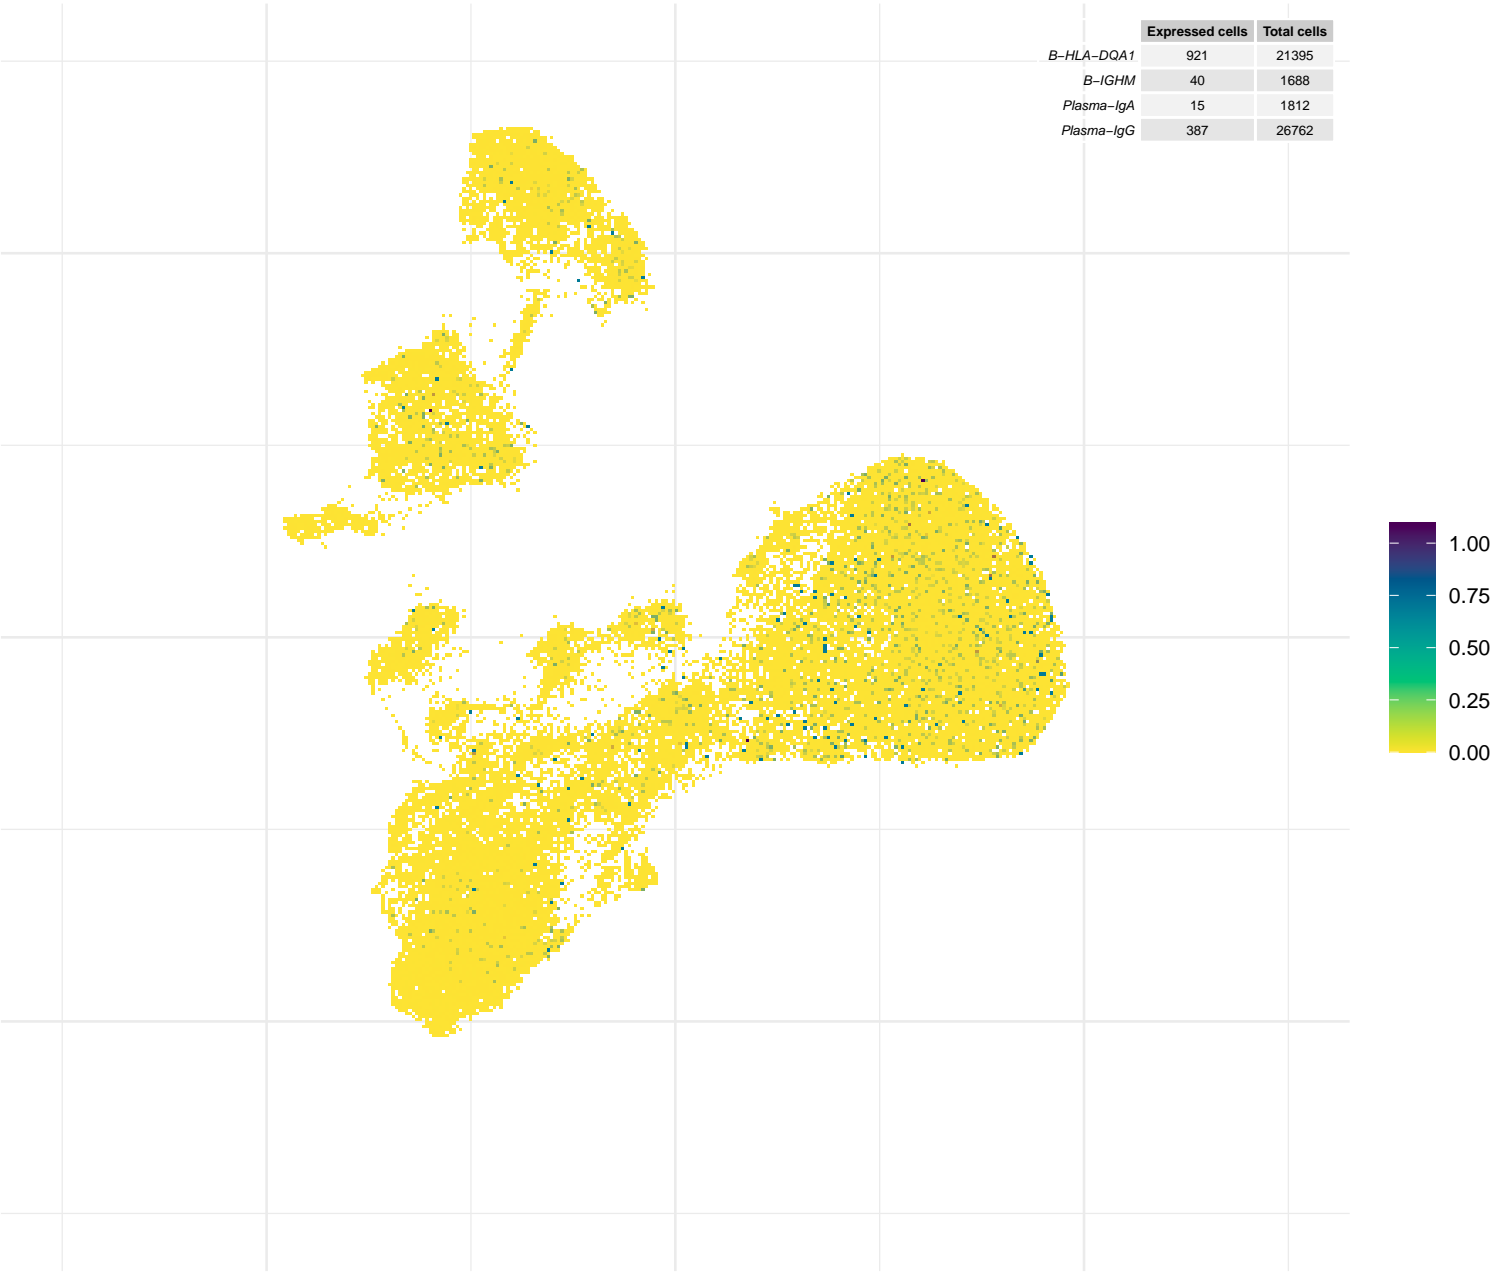 Expressed cells Total cells
B−HLA−DQA1 921 21395
B−IGHM 40 1688
Plasma−IgA 15 1812
Plasma−IgG 387 26762
1.00
0.75
0.50
0.25
0.00